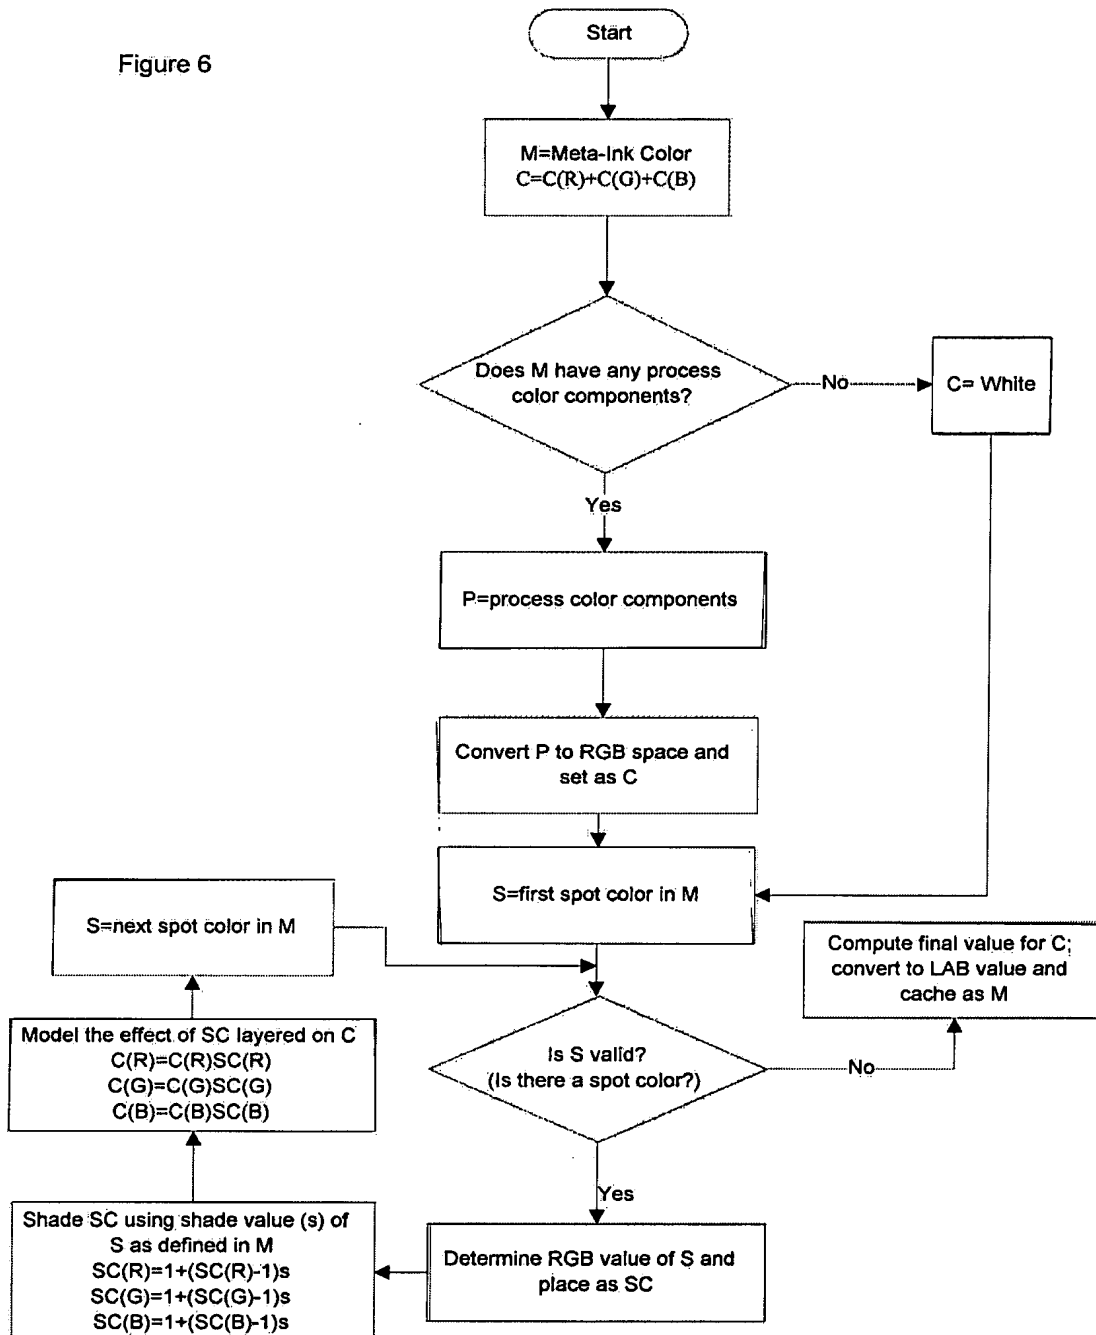 Figure 6
Start
M=Meta-Ink Color
C=C(R)+C(G)+C(B)
Does M have any process
color components?
No
C= White
Yes
P=process color components
Convert P to RGB space and
set as C
S=first spot color in M
S=next spot color in M
Compute final value for C;
convert to LAB value and
cache as M
Model the effect of SC layered on C
C(R)=C(R)SC(R)
C(G)=C(G)SC(G)
C(B)=C(B)SC(B)
Is S valid?
(Is there a spot color?)
No
Yes
Shade SC using shade value (s) of
S as defined in M
SC(R)=1+(SC(R)-1)s
SC(G)=1+(SC(G)-1)s
SC(B)=1+(SC(B)-1)s
Determine RGB value of S and
place as SC